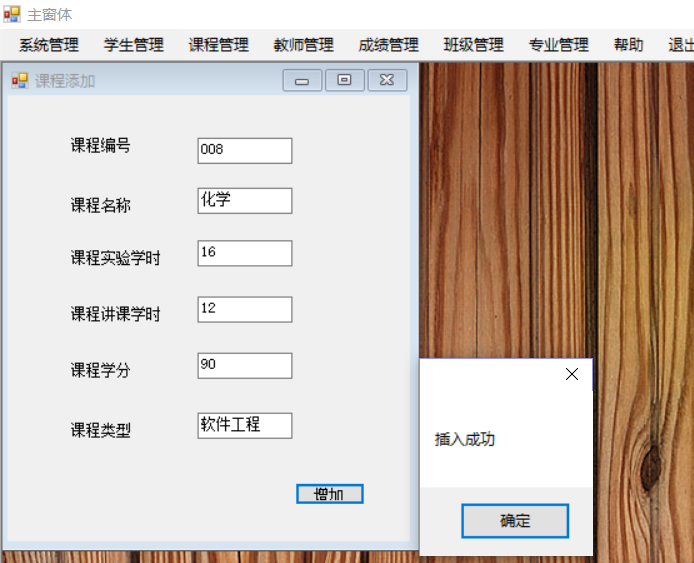 主窗体
系统管理 学生管理 课程管理 教师管理 成绩管理 班级管理 专业管理 帮助 退出
课程添加
课程编号 008
课程名称 化学
课程实验学时 16
课程讲课学时 12
课程学分 90
课程类型 软件工程
增加
插入成功
确定